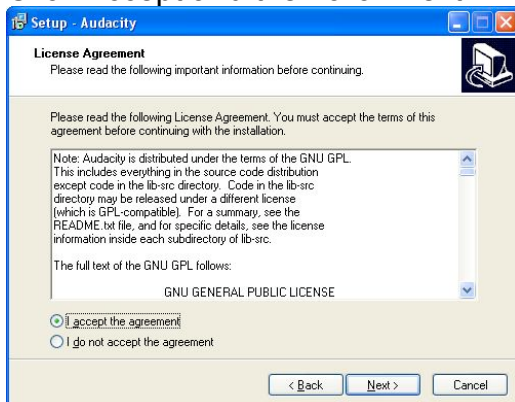 Setup - Audacity
License Agreement
Please read the following important information before continuing.
Please read the following License Agreement. You must accept the terms of this
agreement before continuing with the installation.
Note: Audacity is distributed under the terms of the GNU GPL.
This includes everything in the source code distribution
except code in the lib-src directory. Code in the lib-src
directory may be released under a different license
(which is GPL-compatible). For a summary, see the
README.txt file, and for specific details, see the license
information inside each subdirectory of lib-src.
The full text of the GNU GPL follows:
GNU GENERAL PUBLIC LICENSE
I accept the agreement
I do not accept the agreement
< Back
Next >
Cancel